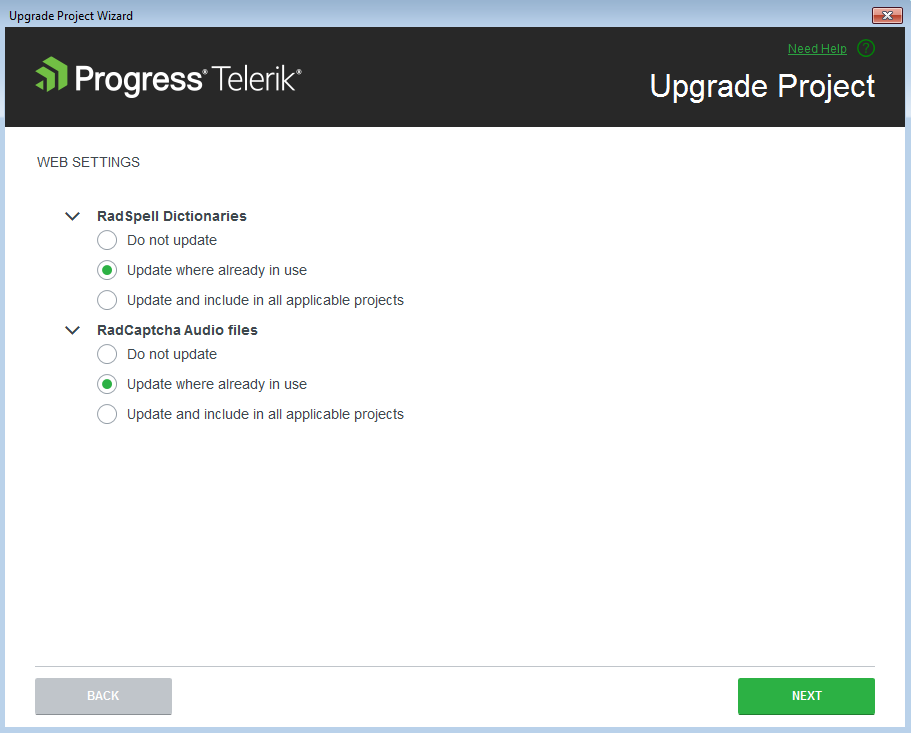 Upgrade Project Wizard
Need Help ?
Progress® Telerik®
Upgrade Project
WEB SETTINGS
RadSpell Dictionaries
Do not update
Update where already in use
Update and include in all applicable projects
RadCaptcha Audio files
Do not update
Update where already in use
Update and include in all applicable projects
BACK
NEXT